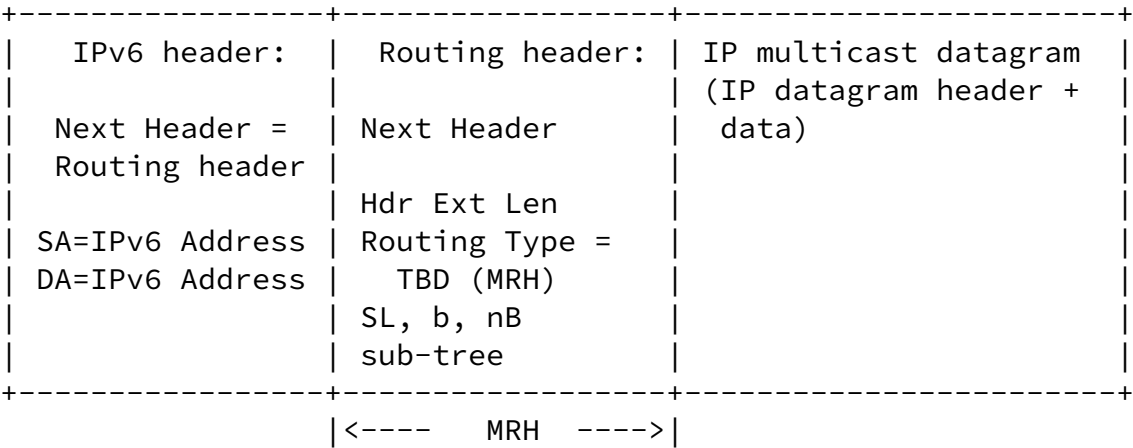 +-----------------+------------------+------------------------+
|   IPv6 header:  |  Routing header: | IP multicast datagram  |
|                 |                  | (IP datagram header +  |
|  Next Header =  | Next Header      |  data)                 |
|  Routing header |                  |                        |
|                 | Hdr Ext Len      |                        |
| SA=IPv6 Address | Routing Type =   |                        |
| DA=IPv6 Address |   TBD (MRH)      |                        |
|                 | SL, b, nB        |                        |
|                 | sub-tree         |                        |
+-----------------+------------------+------------------------+
                  |<----   MRH  ---->|